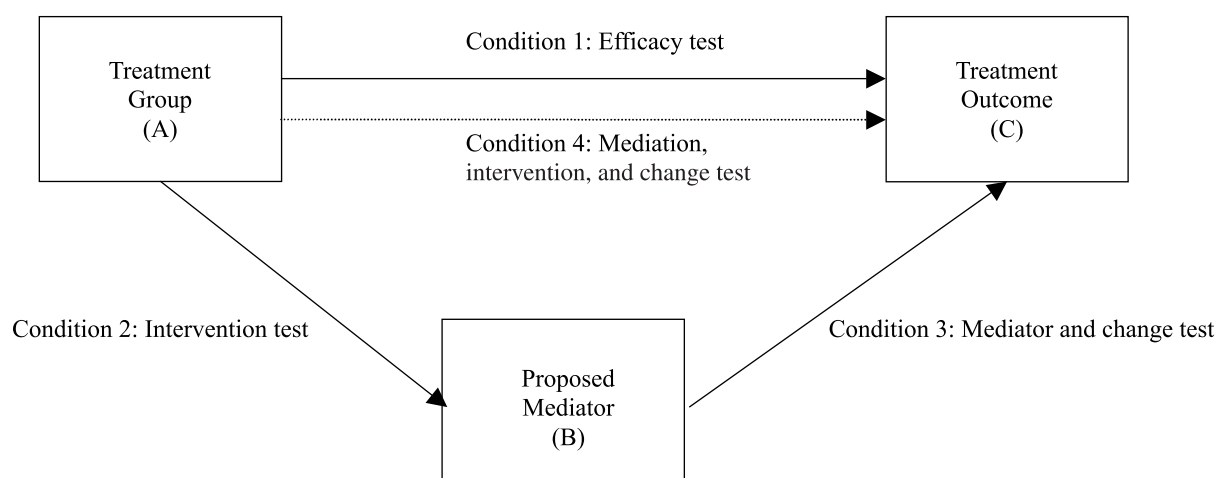 Treatment
Group
(A)
Condition 1: Efficacy test
Condition 4: Mediation,
intervention, and change test
Treatment
Outcome
(C)
Condition 2: Intervention test
Proposed
Mediator
(B)
Condition 3: Mediator and change test